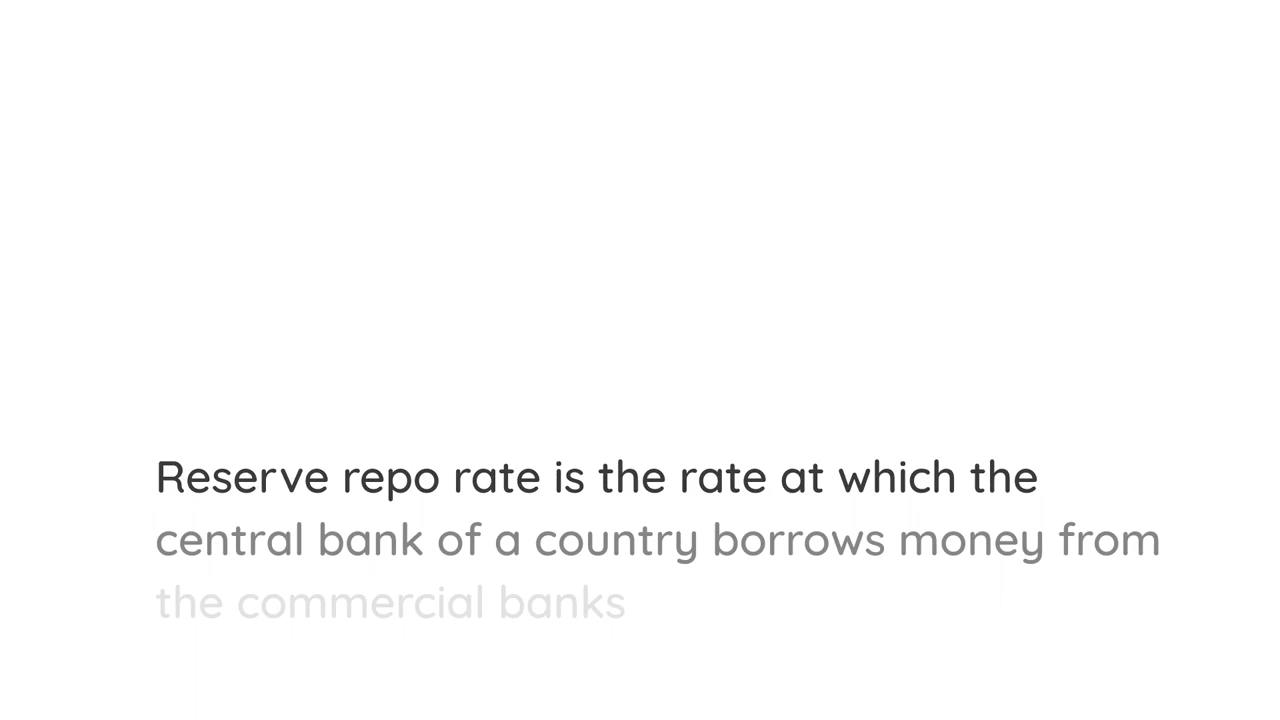 Reserve repo rate is the rate at which the
central bank of a country borrows money from
the commercial banks